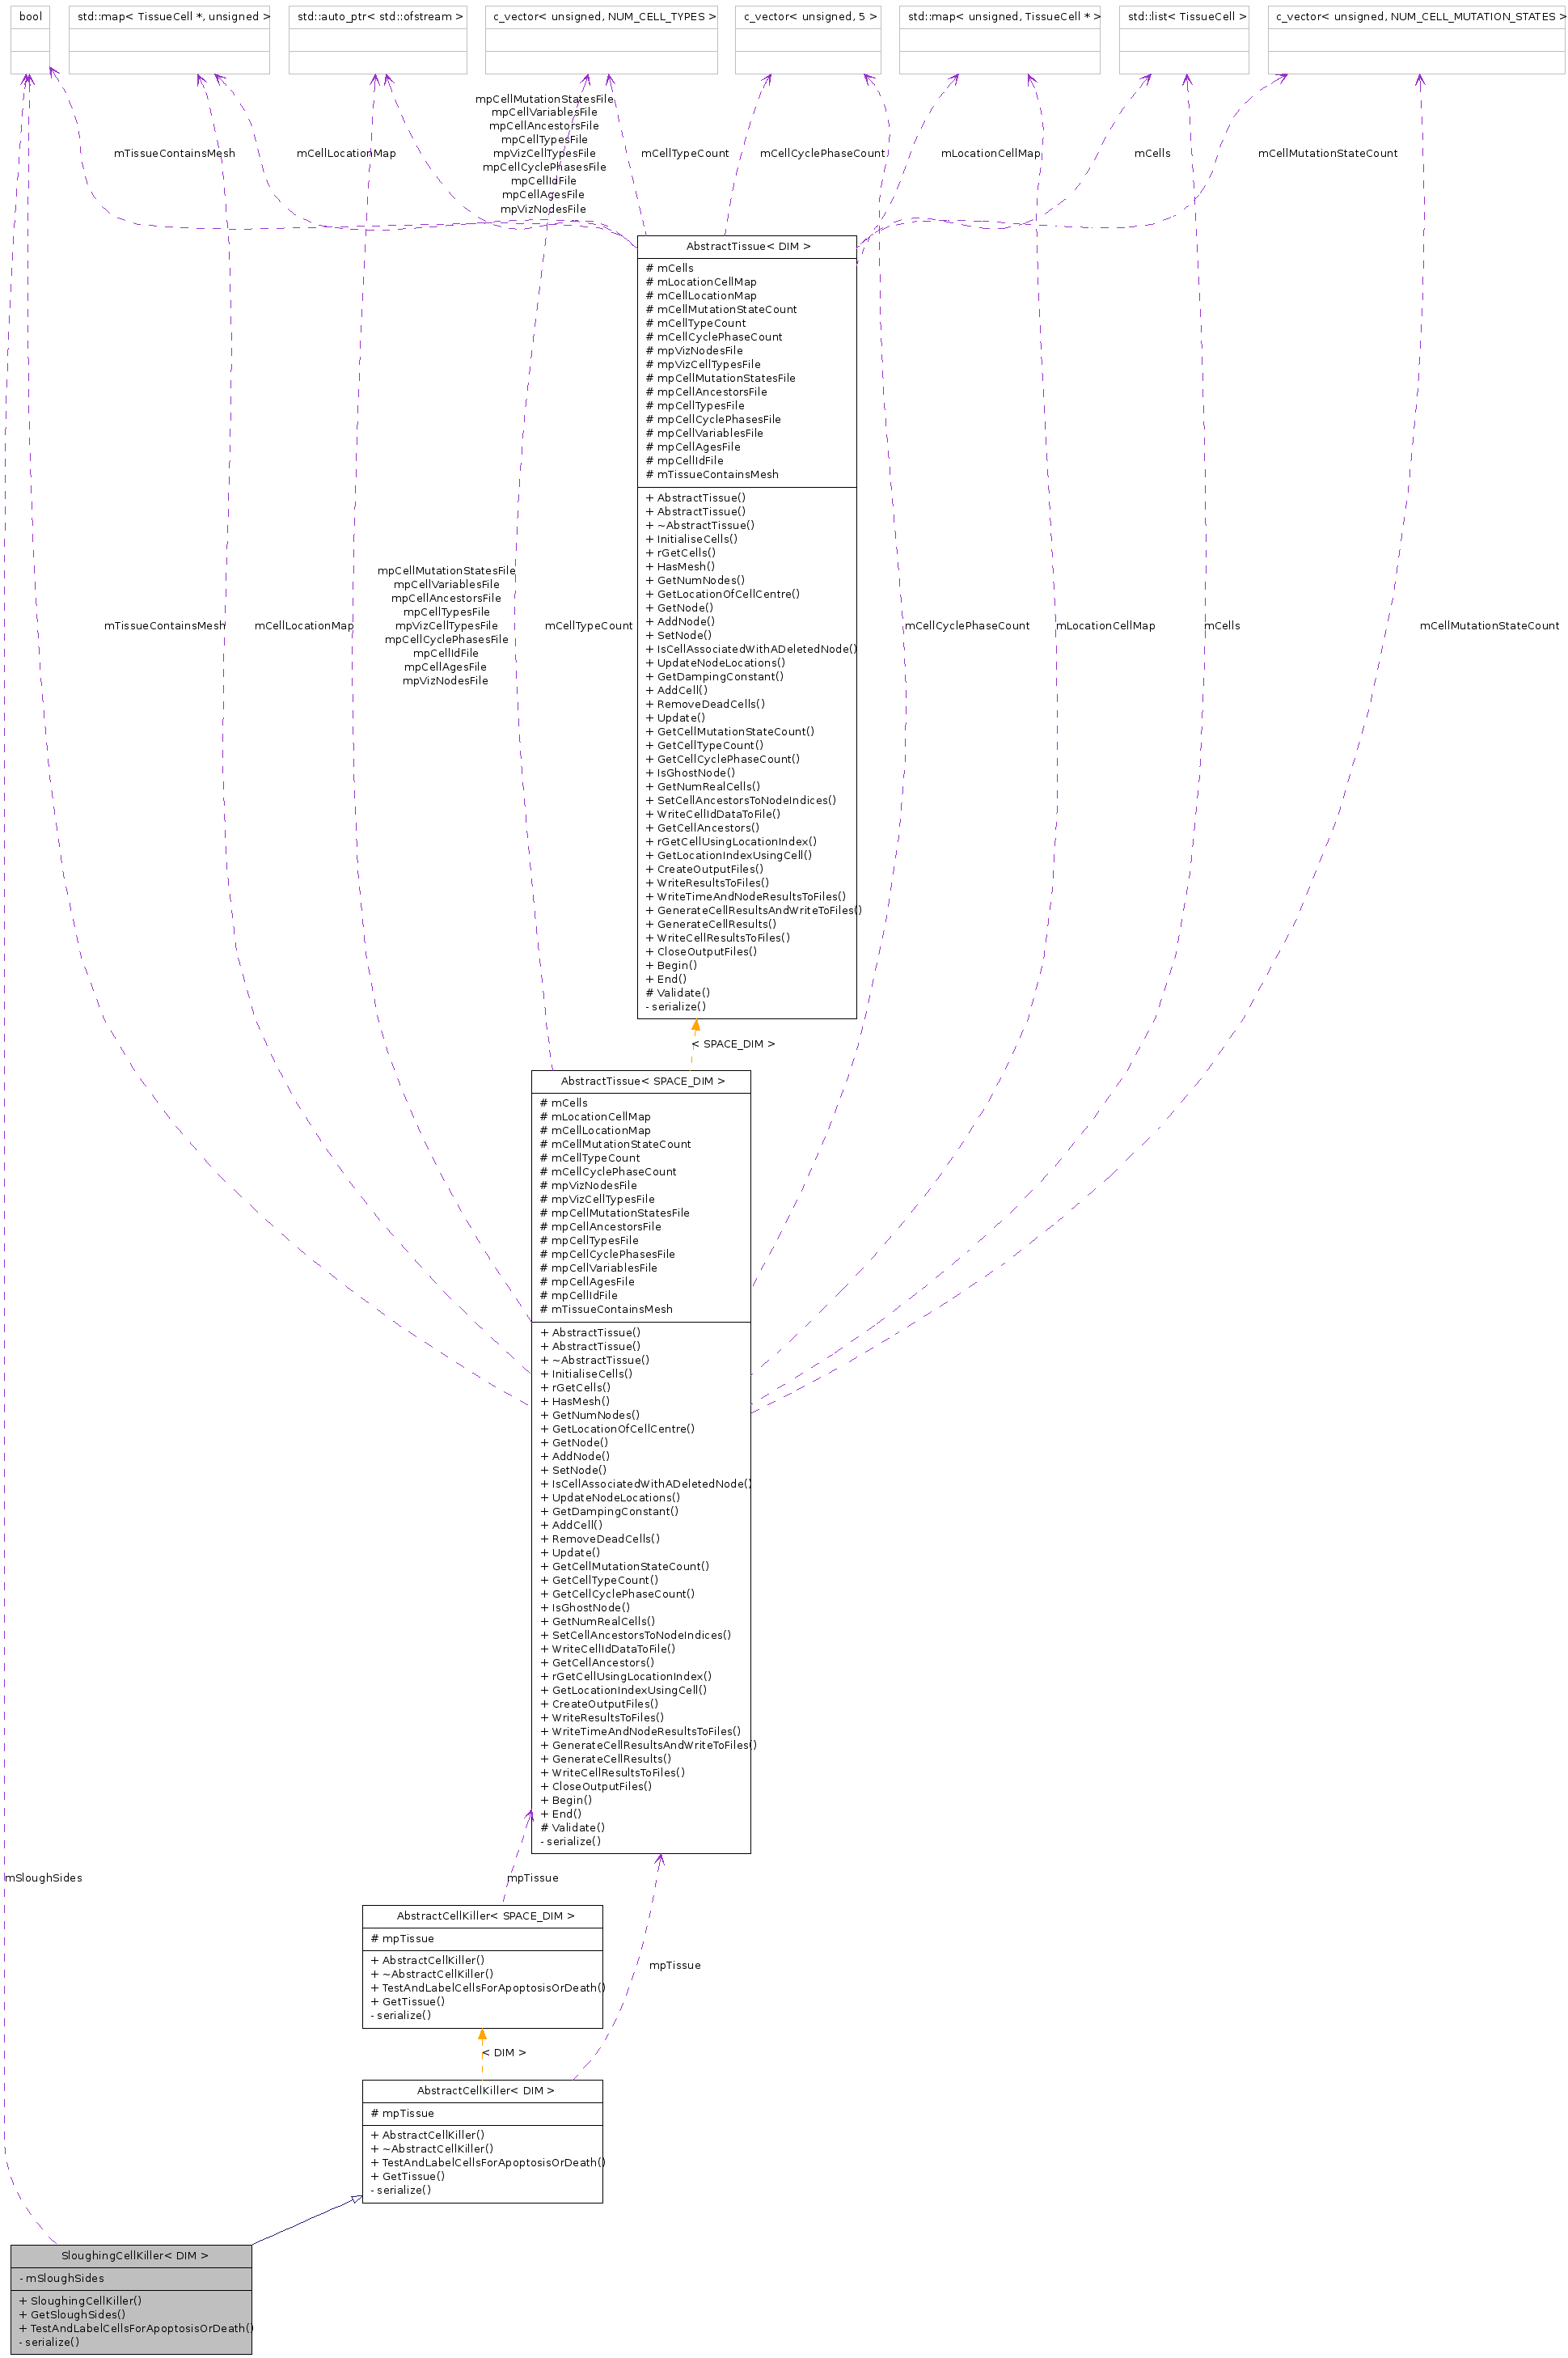 bool
std::map< TissueCell *, unsigned >
std::auto_ptr< std::ofstream >
c_vector< unsigned, NUM_CELL_TYPES >
c_vector< unsigned, 5 >
std::map< unsigned, TissueCell * >
std::list< TissueCell >
c_vector< unsigned, NUM_CELL_MUTATION_STATES >
mTissueContainsMesh
mCellLocationMap
mpCellMutationStatesFile
mpCellVariablesFile
mpCellAncestorsFile
mpCellTypesFile
mpVizCellTypesFile
mpCellCyclePhasesFile
mpCellIdFile
mpCellAgesFile
mpVizNodesFile
mCellTypeCount
mCellCyclePhaseCount
mLocationCellMap
mCells
mCellMutationStateCount
AbstractTissue< DIM >
# mCells
# mLocationCellMap
# mCellLocationMap
# mCellMutationStateCount
# mCellTypeCount
# mCellCyclePhaseCount
# mpVizNodesFile
# mpVizCellTypesFile
# mpCellMutationStatesFile
# mpCellAncestorsFile
# mpCellTypesFile
# mpCellCyclePhasesFile
# mpCellVariablesFile
# mpCellAgesFile
# mpCellIdFile
# mTissueContainsMesh
+ AbstractTissue()
+ AbstractTissue()
+ ~AbstractTissue()
+ InitialiseCells()
+ rGetCells()
+ HasMesh()
+ GetNumNodes()
+ GetLocationOfCellCentre()
+ GetNode()
+ AddNode()
+ SetNode()
+ IsCellAssociatedWithADeletedNode()
+ UpdateNodeLocations()
+ GetDampingConstant()
+ AddCell()
+ RemoveDeadCells()
+ Update()
+ GetCellMutationStateCount()
+ GetCellTypeCount()
+ GetCellCyclePhaseCount()
+ IsGhostNode()
+ GetNumRealCells()
+ SetCellAncestorsToNodeIndices()
+ WriteCellIdDataToFile()
+ GetCellAncestors()
+ rGetCellUsingLocationIndex()
+ GetLocationIndexUsingCell()
+ CreateOutputFiles()
+ WriteResultsToFiles()
+ WriteTimeAndNodeResultsToFiles()
+ GenerateCellResultsAndWriteToFiles()
+ GenerateCellResults()
+ WriteCellResultsToFiles()
+ CloseOutputFiles()
+ Begin()
+ End()
# Validate()
- serialize()
mTissueContainsMesh
mCellLocationMap
mpCellMutationStatesFile
mpCellVariablesFile
mpCellAncestorsFile
mpCellTypesFile
mpVizCellTypesFile
mpCellCyclePhasesFile
mpCellIdFile
mpCellAgesFile
mpVizNodesFile
mCellTypeCount
mCellCyclePhaseCount
mLocationCellMap
mCells
mCellMutationStateCount
< SPACE_DIM >
AbstractTissue< SPACE_DIM >
# mCells
# mLocationCellMap
# mCellLocationMap
# mCellMutationStateCount
# mCellTypeCount
# mCellCyclePhaseCount
# mpVizNodesFile
# mpVizCellTypesFile
# mpCellMutationStatesFile
# mpCellAncestorsFile
# mpCellTypesFile
# mpCellCyclePhasesFile
# mpCellVariablesFile
# mpCellAgesFile
# mpCellIdFile
# mTissueContainsMesh
+ AbstractTissue()
+ AbstractTissue()
+ ~AbstractTissue()
+ InitialiseCells()
+ rGetCells()
+ HasMesh()
+ GetNumNodes()
+ GetLocationOfCellCentre()
+ GetNode()
+ AddNode()
+ SetNode()
+ IsCellAssociatedWithADeletedNode()
+ UpdateNodeLocations()
+ GetDampingConstant()
+ AddCell()
+ RemoveDeadCells()
+ Update()
+ GetCellMutationStateCount()
+ GetCellTypeCount()
+ GetCellCyclePhaseCount()
+ IsGhostNode()
+ GetNumRealCells()
+ SetCellAncestorsToNodeIndices()
+ WriteCellIdDataToFile()
+ GetCellAncestors()
+ rGetCellUsingLocationIndex()
+ GetLocationIndexUsingCell()
+ CreateOutputFiles()
+ WriteResultsToFiles()
+ WriteTimeAndNodeResultsToFiles()
+ GenerateCellResultsAndWriteToFiles()
+ GenerateCellResults()
+ WriteCellResultsToFiles()
+ CloseOutputFiles()
+ Begin()
+ End()
# Validate()
- serialize()
mSloughSides
mpTissue
AbstractCellKiller< SPACE_DIM >
# mpTissue
+ AbstractCellKiller()
+ ~AbstractCellKiller()
+ TestAndLabelCellsForApoptosisOrDeath()
+ GetTissue()
- serialize()
mpTissue
< DIM >
AbstractCellKiller< DIM >
# mpTissue
+ AbstractCellKiller()
+ ~AbstractCellKiller()
+ TestAndLabelCellsForApoptosisOrDeath()
+ GetTissue()
- serialize()
SloughingCellKiller< DIM >
- mSloughSides
+ SloughingCellKiller()
+ GetSloughSides()
+ TestAndLabelCellsForApoptosisOrDeath()
- serialize()